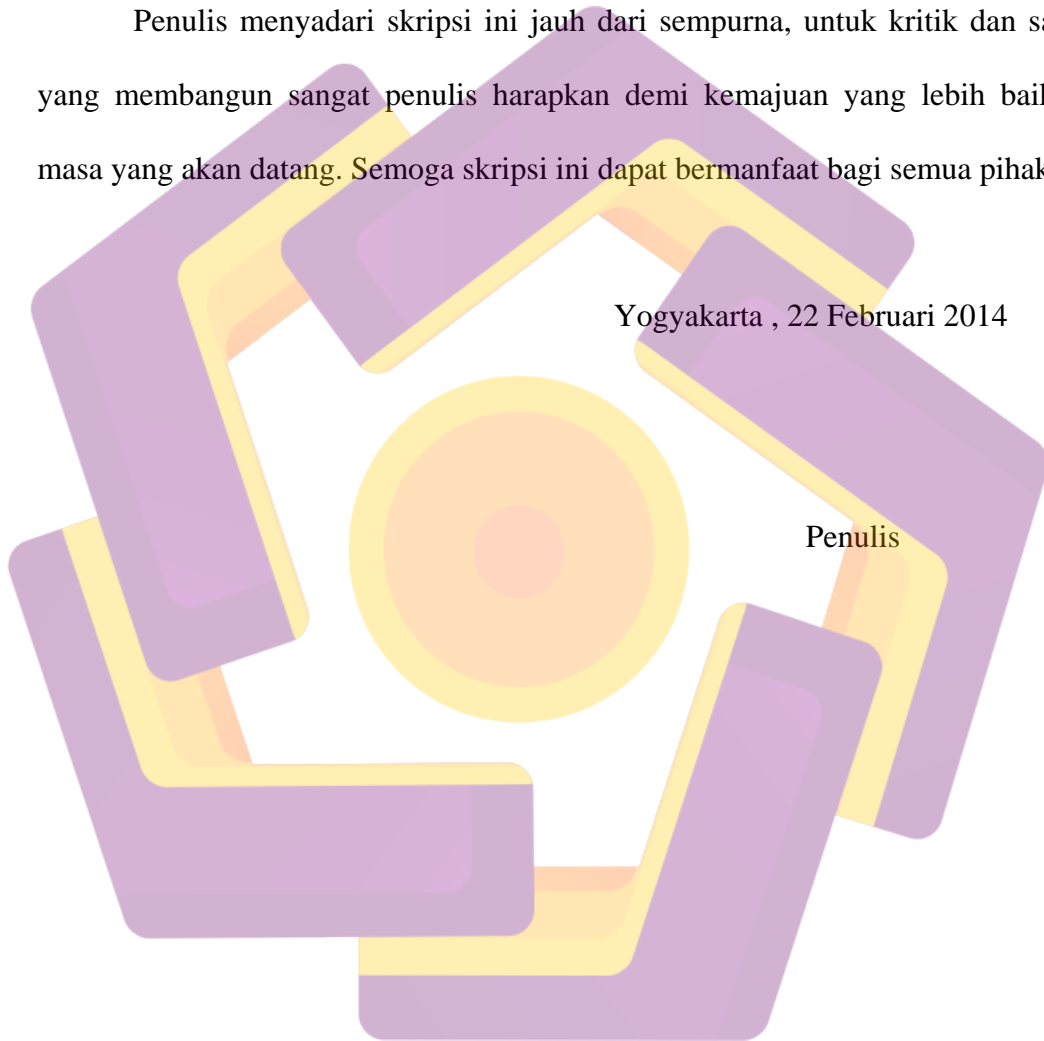 Penulis menyadari skripsi ini jauh dari sempurna, untuk kritik dan sa
yang membangun sangat penulis harapkan demi kemajuan yang lebih baik
masa yang akan datang. Semoga skripsi ini dapat bermanfaat bagi semua pihak
Yogyakarta , 22 Februari 2014
Penulis